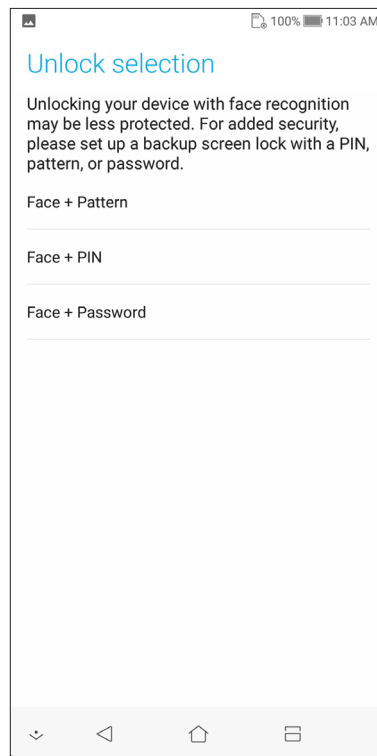 100% 11:03 AM
Unlock selection
Unlocking your device with face recognition
may be less protected. For added security,
please set up a backup screen lock with a PIN,
pattern, or password.
Face + Pattern
Face + PIN
Face + Password